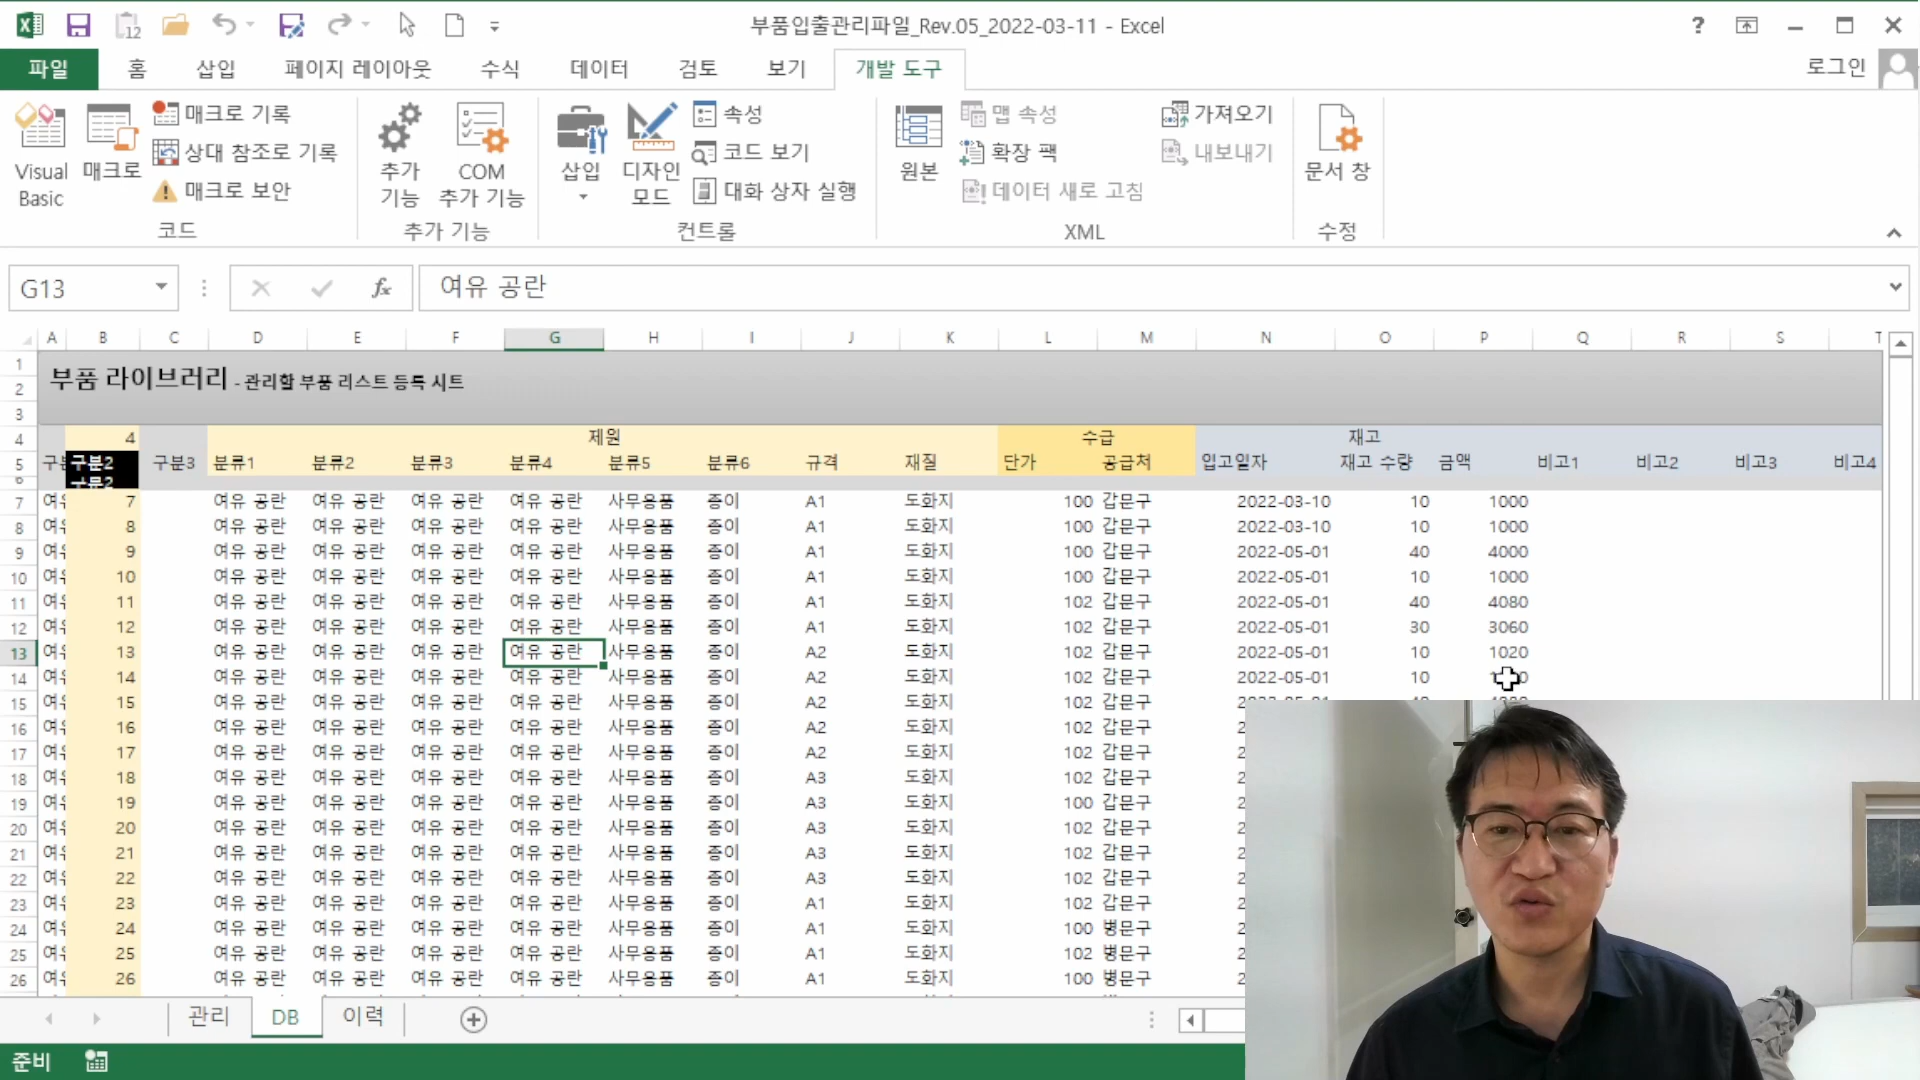 부품입출관리파일_Rev.05_2022-03-11 - Excel
파일 홈 삽입 페이지 레이아웃 수식 데이터 검토 보기 개발 도구 로그인
Visual Basic
매크로
매크로 기록
상대 참조로 기록
매크로 보안
코드
추가 기능
COM 추가 기능
추가 기능
삽입
디자인 모드
속성
코드 보기
대화 상자 실행
컨트롤
원본
맵 속성
확장 팩
데이터 새로 고침
가져오기
내보내기
XML
문서 창
수정
G13 fx 여유 공란
A B C D E F G H I J K L M N O P Q R S T
1
2 부품 라이브러리 - 관리할 부품 리스트 등록 시트
3
4 4 제원 수급 재고
5 구분2 구분3 분류1 분류2 분류3 분류4 분류5 분류6 규격 재질 단가 공급처 입고일자 재고 수량 금액 비고1 비고2 비고3 비고4
6 구분2
7 7 여유 공란 여유 공란 여유 공란 여유 공란 사무용품 종이 A1 도화지 100 갑문구 2022-03-10 10 1000
8 8 여유 공란 여유 공란 여유 공란 여유 공란 사무용품 종이 A1 도화지 100 갑문구 2022-03-10 10 1000
9 9 여유 공란 여유 공란 여유 공란 여유 공란 사무용품 종이 A1 도화지 100 갑문구 2022-05-01 40 4000
10 10 여유 공란 여유 공란 여유 공란 여유 공란 사무용품 종이 A1 도화지 100 갑문구 2022-05-01 10 1000
11 11 여유 공란 여유 공란 여유 공란 여유 공란 사무용품 종이 A1 도화지 102 갑문구 2022-05-01 40 4080
12 12 여유 공란 여유 공란 여유 공란 여유 공란 사무용품 종이 A1 도화지 102 갑문구 2022-05-01 30 3060
13 13 여유 공란 여유 공란 여유 공란 여유 공란 사무용품 종이 A2 도화지 102 갑문구 2022-05-01 10 1020
14 14 여유 공란 여유 공란 여유 공란 여유 공란 사무용품 종이 A2 도화지 102 갑문구 2022-05-01 10
15 15 여유 공란 여유 공란 여유 공란 여유 공란 사무용품 종이 A2 도화지 102 갑문구
16 16 여유 공란 여유 공란 여유 공란 여유 공란 사무용품 종이 A2 도화지 102 갑문구
17 17 여유 공란 여유 공란 여유 공란 여유 공란 사무용품 종이 A2 도화지 102 갑문구
18 18 여유 공란 여유 공란 여유 공란 여유 공란 사무용품 종이 A3 도화지 102 갑문구
19 19 여유 공란 여유 공란 여유 공란 여유 공란 사무용품 종이 A3 도화지 100 갑문구
20 20 여유 공란 여유 공란 여유 공란 여유 공란 사무용품 종이 A3 도화지 102 갑문구
21 21 여유 공란 여유 공란 여유 공란 여유 공란 사무용품 종이 A3 도화지 102 갑문구
22 22 여유 공란 여유 공란 여유 공란 여유 공란 사무용품 종이 A3 도화지 102 갑문구
23 23 여유 공란 여유 공란 여유 공란 여유 공란 사무용품 종이 A1 도화지 102 갑문구
24 24 여유 공란 여유 공란 여유 공란 여유 공란 사무용품 종이 A1 도화지 100 병문구
25 25 여유 공란 여유 공란 여유 공란 여유 공란 사무용품 종이 A1 도화지 102 병문구
26 26 여유 공란 여유 공란 여유 공란 여유 공란 사무용품 종이 A1 도화지 100 병문구
관리 DB 이력
준비